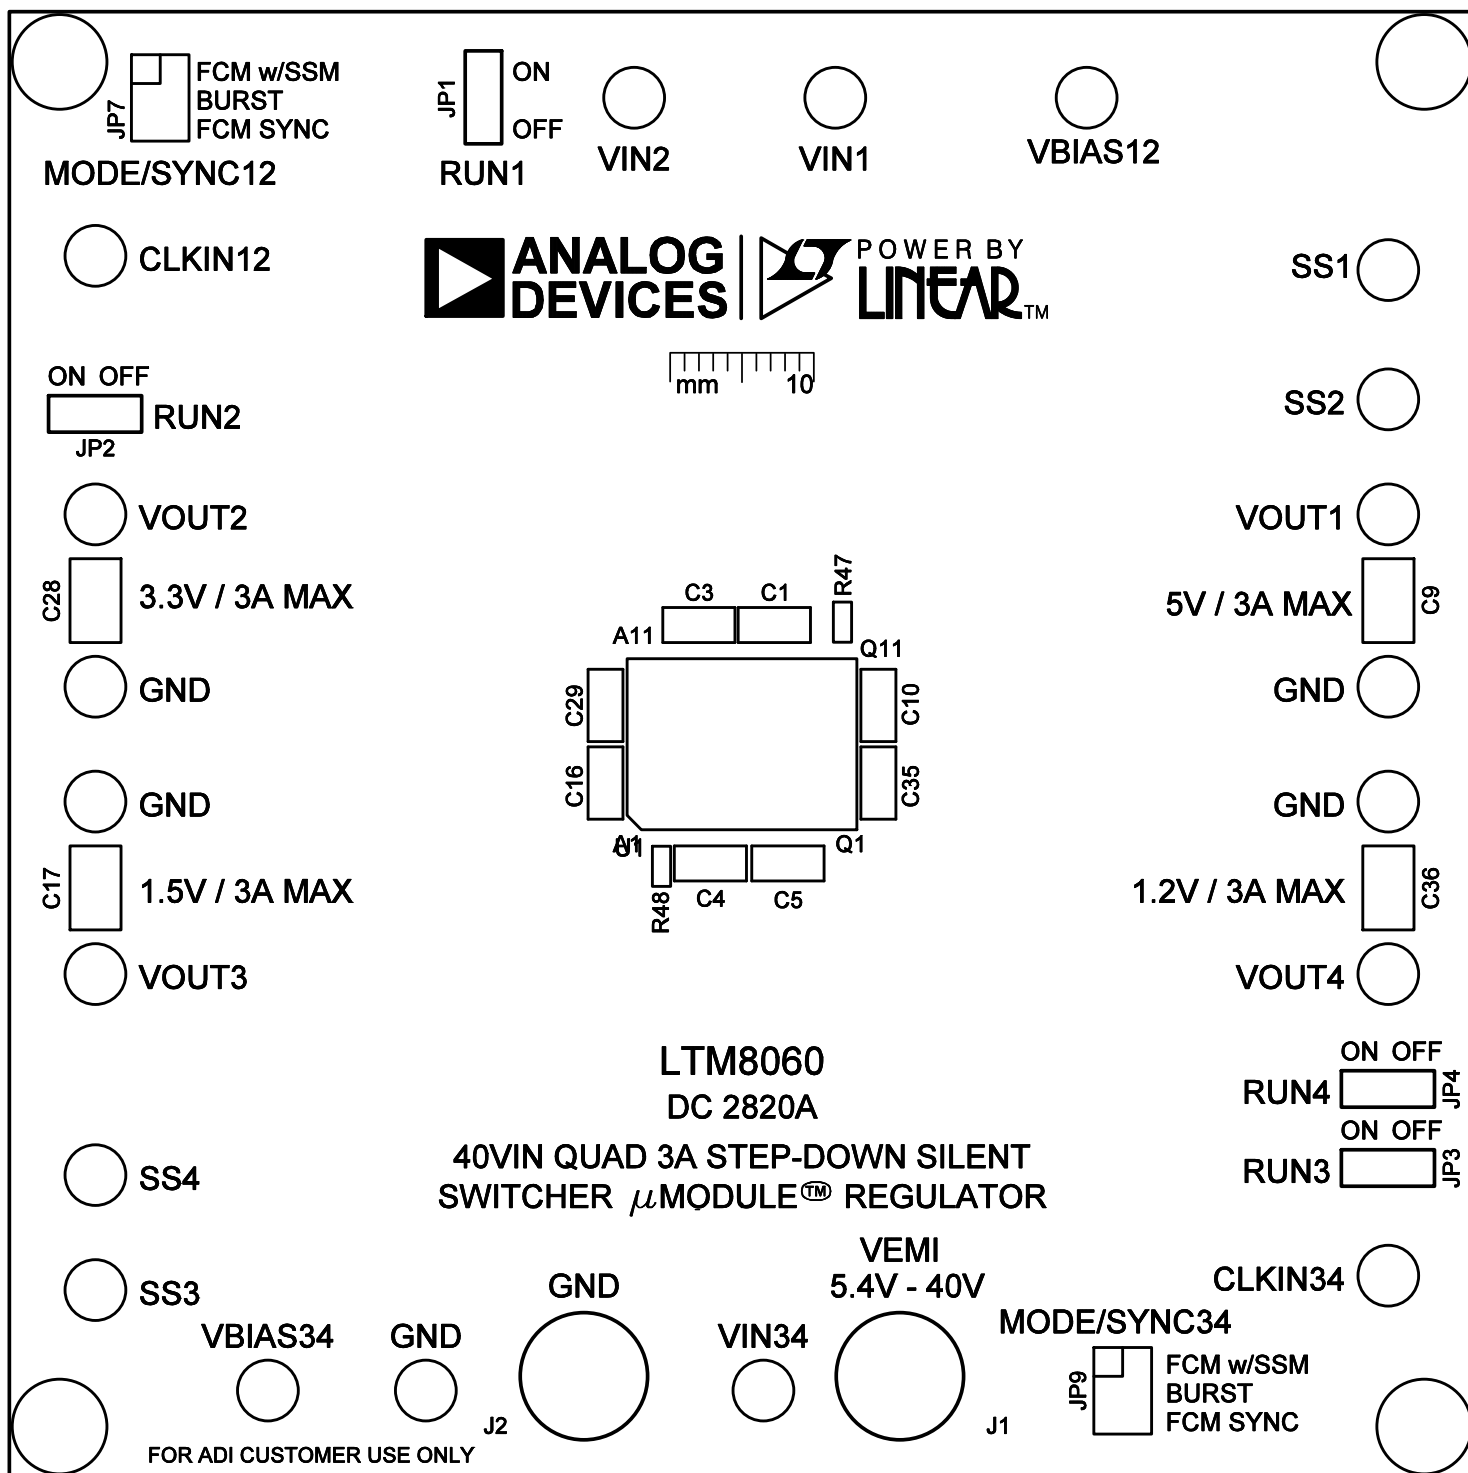 FCM w/SSM
BURST
FCM SYNC
JP7
MODE/SYNC12
JP1
ON
OFF
RUN1
VIN2
VIN1
VBIAS12
CLKIN12
ANALOG
DEVICES
POWER BY
LINEAR TM
SS1
mm 10
ON OFF
RUN2
JP2
SS2
VOUT2
VOUT1
C28
3.3V / 3A MAX
5V / 3A MAX
C9
GND
GND
C3
C1
R47
A11
Q11
C29
C10
C16
C35
A1
U1
Q1
R48
C4
C5
GND
GND
C17
1.5V / 3A MAX
1.2V / 3A MAX
C36
VOUT3
VOUT4
LTM8060
DC 2820A
40VIN QUAD 3A STEP-DOWN SILENT
SWITCHER µMODULE™ REGULATOR
ON OFF
RUN4
JP4
ON OFF
RUN3
JP3
SS4
SS3
CLKIN34
VEMI
5.4V - 40V
GND
VBIAS34
GND
VIN34
J2
J1
MODE/SYNC34
JP9
FCM w/SSM
BURST
FCM SYNC
FOR ADI CUSTOMER USE ONLY